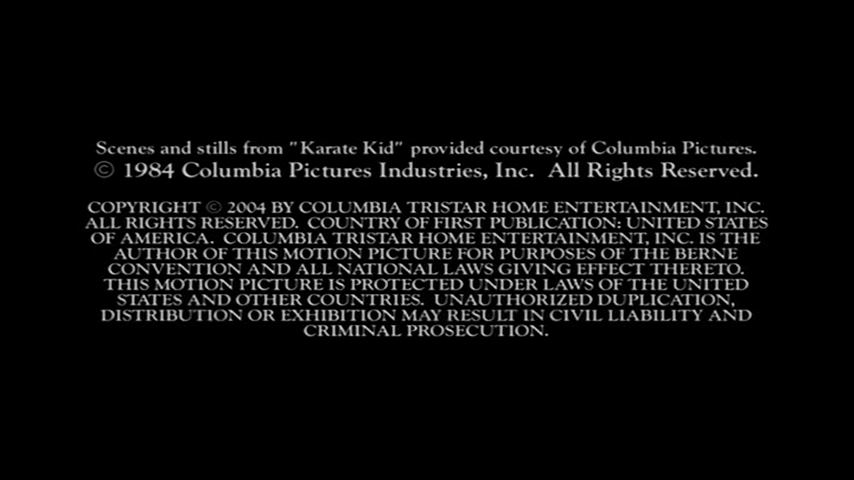 Scenes and stills from "Karate Kid" provided courtesy of Columbia Pictures.
© 1984 Columbia Pictures Industries, Inc.  All Rights Reserved.
COPYRIGHT © 2004 BY COLUMBIA TRISTAR HOME ENTERTAINMENT, INC.
ALL RIGHTS RESERVED.  COUNTRY OF FIRST PUBLICATION: UNITED STATES
OF AMERICA.  COLUMBIA TRISTAR HOME ENTERTAINMENT, INC. IS THE
AUTHOR OF THIS MOTION PICTURE FOR PURPOSES OF THE BERNE
CONVENTION AND ALL NATIONAL LAWS GIVING EFFECT THERETO.
THIS MOTION PICTURE IS PROTECTED UNDER LAWS OF THE UNITED
STATES AND OTHER COUNTRIES.  UNAUTHORIZED DUPLICATION,
DISTRIBUTION OR EXHIBITION MAY RESULT IN CIVIL LIABILITY AND
CRIMINAL PROSECUTION.